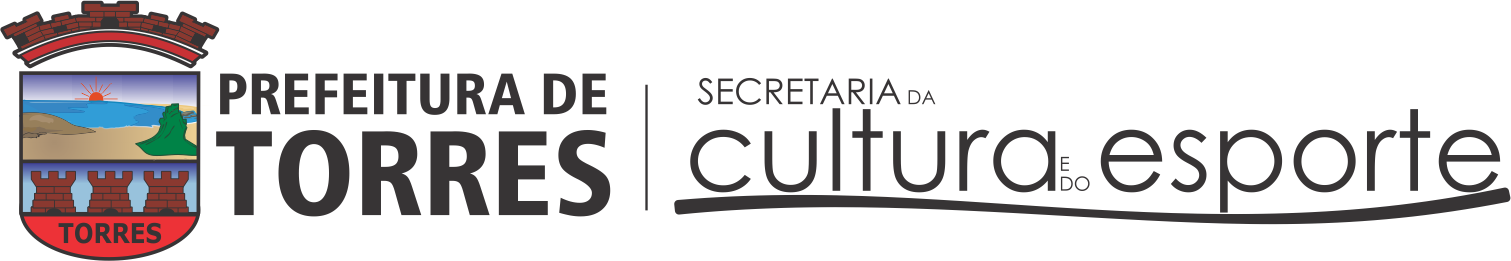 TORRES
PREFEITURA DE
TORRES
SECRETARIA DA
cultura E DO esporte